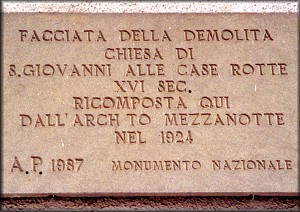 FACCIATA DELLA DEMOLITA
CHIESA DI
S.GIOVANNI ALLE CASE ROTTE
XVI SEC.
RICOMPOSTA QUI
DALL'ARCH TO MEZZANOTTE
NEL 1924
A.P. 1987 MONUMENTO NAZIONALE